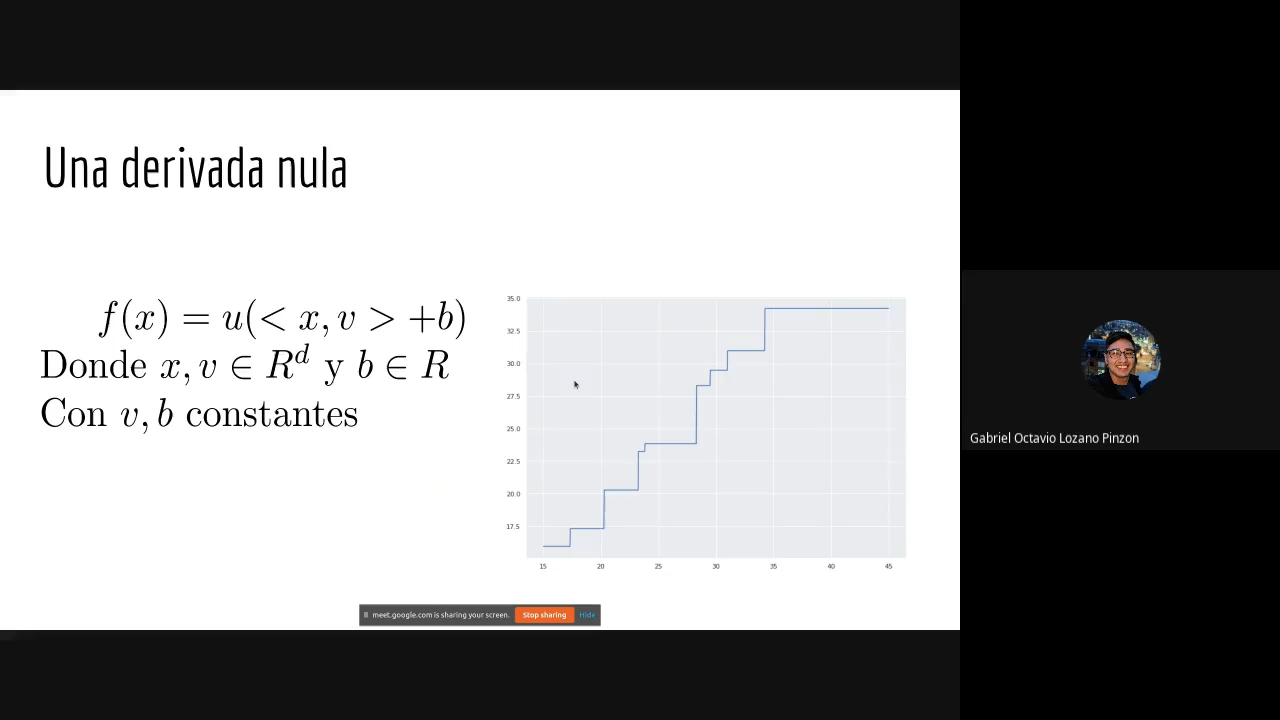 Una derivada nula
f(x) = u(< x, v > +b)
Donde x, v ∈ R^d y b ∈ R
Con v, b constantes
35.0
32.5
30.0
27.5
25.0
22.5
20.0
17.5
15 20 25 30 35 40 45
meet.google.com is sharing your screen. Stop sharing Hide
Gabriel Octavio Lozano Pinzon